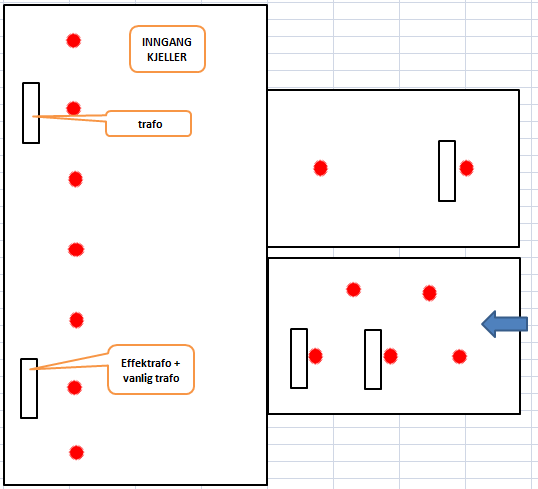 INNGANG
KJELLER
trafo
Effektrafo +
vanlig trafo